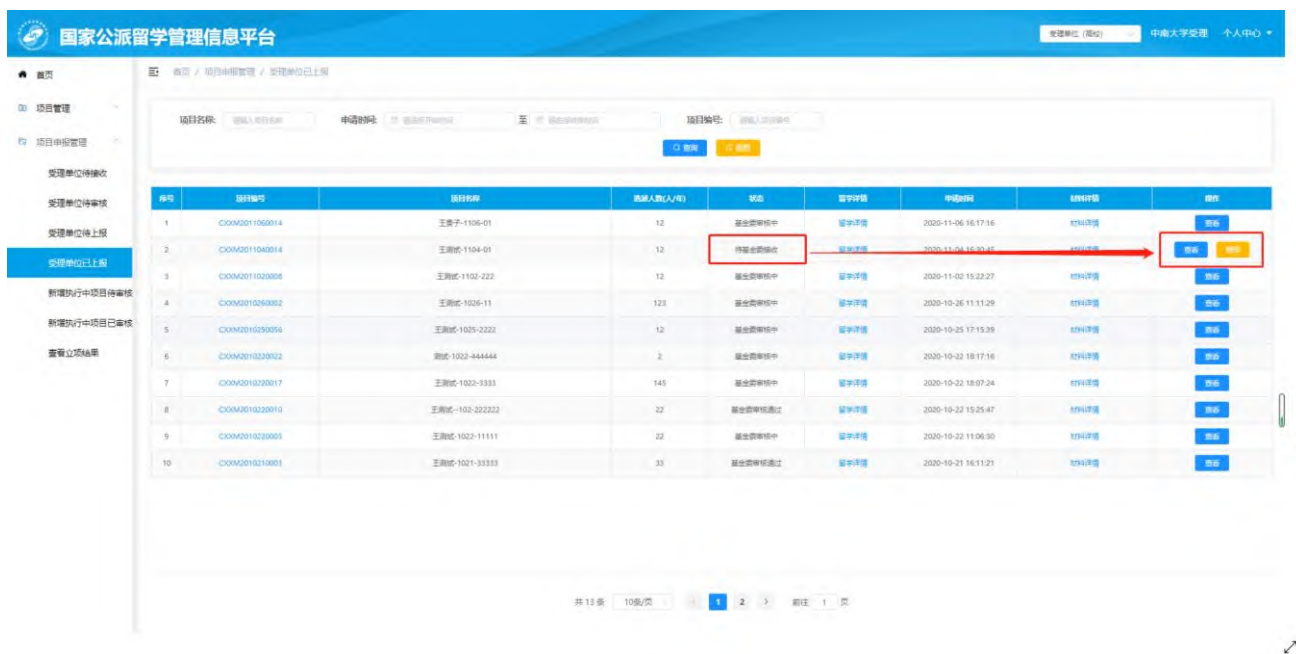 国家公派留学管理信息平台
受理单位 (高校) 中南大学受理 个人中心
首页 首页 / 项目申报管理 / 受理单位已上报
项目管理
项目名称: 请输入项目名称 申请时间: 至 项目编号: 请输入项目编号
项目申报管理
查询
受理单位待接收
受理单位待审核
受理单位待上报
受理单位已上报
新增执行中项目待审核
新增执行中项目已审核
查看立项结果
序号 项目编号 项目名称 选派人数(人/年) 状态 留学详情 申请时间 材料详情 操作
1 CXXM2011060014 1106-01 12 基金委审核中 留学详情 2020-11-06 16:17:16 材料详情 查看
2 CXXM2011040014 王测试-1104-01 12 待基金委接收 留学详情 2020-11-04 材料详情 查看
3 CXXM2011020008 王测试-1102-222 12 基金委审核中 留学详情 2020-11-02 15:22:27 材料详情 查看
4 CXXM2010260002 王测试-1026-11 123 基金委审核中 留学详情 2020-10-26 11:11:29 材料详情 查看
5 王测试-1025-2222 12 基金委审核中 留学详情 2020-10-25 17:15:39 材料详情 查看
6 CXXM2010220022 测试-1022-444444 2 基金委审核中 留学详情 2020-10-22 18:17:16 材料详情 查看
7 CXXM2010220017 王测试-1022-3333 145 基金委审核中 留学详情 2020-10-22 18:07:24 材料详情 查看
8 CXXM2010220010 王测试--102-222222 22 基金委审核通过 留学详情 2020-10-22 15:25:47 材料详情 查看
9 CXXM2010220003 王测试-1022-11111 22 基金委审核中 留学详情 2020-10-22 11:06:30 材料详情 查看
10 CXXM2010210003 王测试-1021-33333 33 基金委审核通过 留学详情 2020-10-21 16:11:21 材料详情 查看
共 13 条 10条/页 1 2 前往 1 页